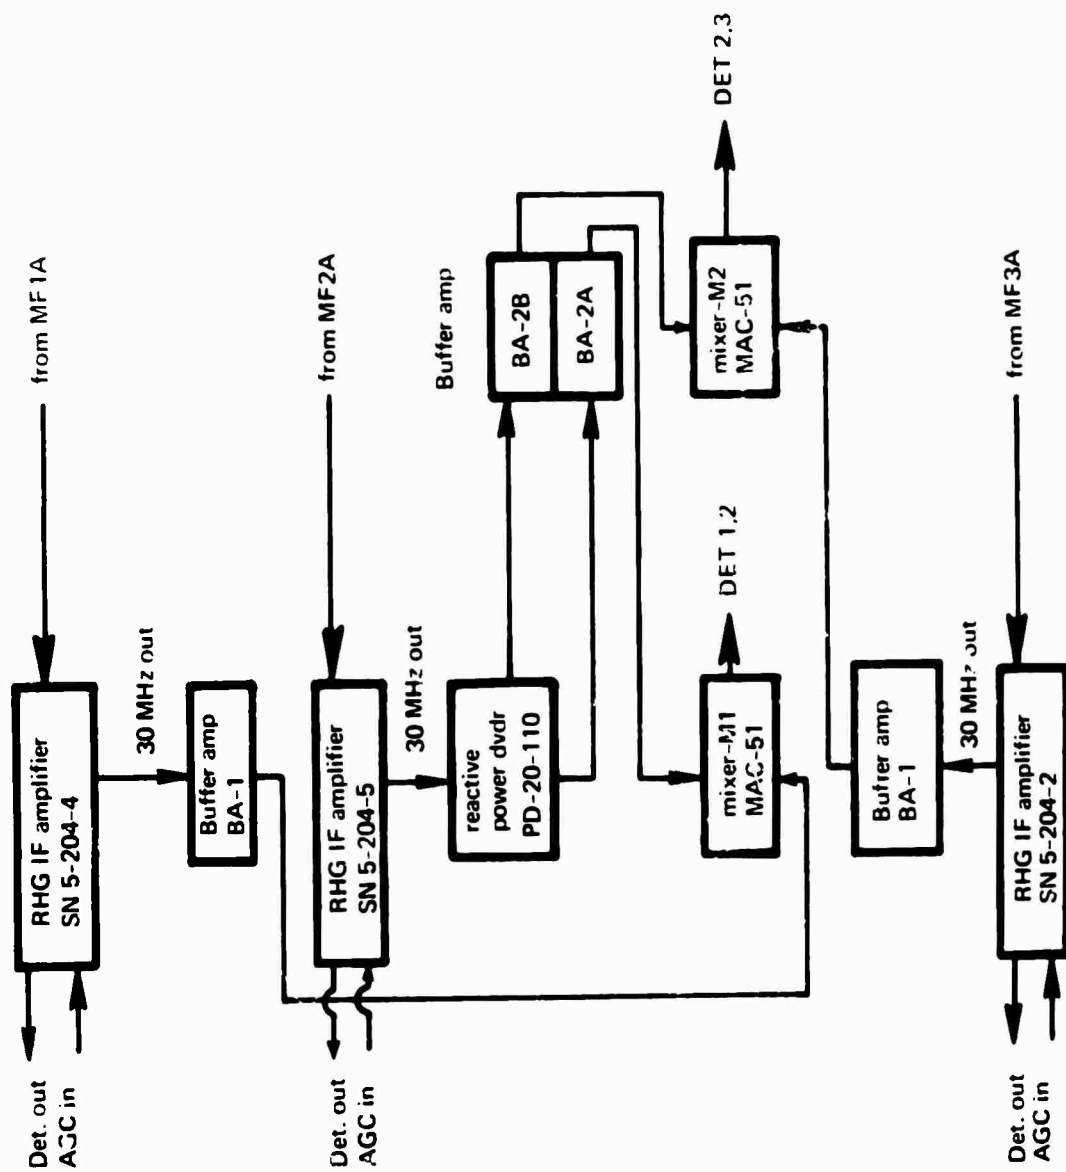 Det. out
AGC in
RHG IF amplifier
SN 5-204-4
from MF1A
30 MHz out
Buffer amp
BA-1
Det. out
AGC in
RHG IF amplifier
SN 5-204-5
from MF2A
30 MHz out
reactive
power dvdr
PD-20-110
Buffer amp
BA-2B
BA-2A
mixer-M1
MAC-51
DET 1,2
mixer-M2
MAC-51
DET 2,3
Buffer amp
BA-1
30 MHz out
Det. out
AGC in
RHG IF amplifier
SN 5-204-2
from MF3A